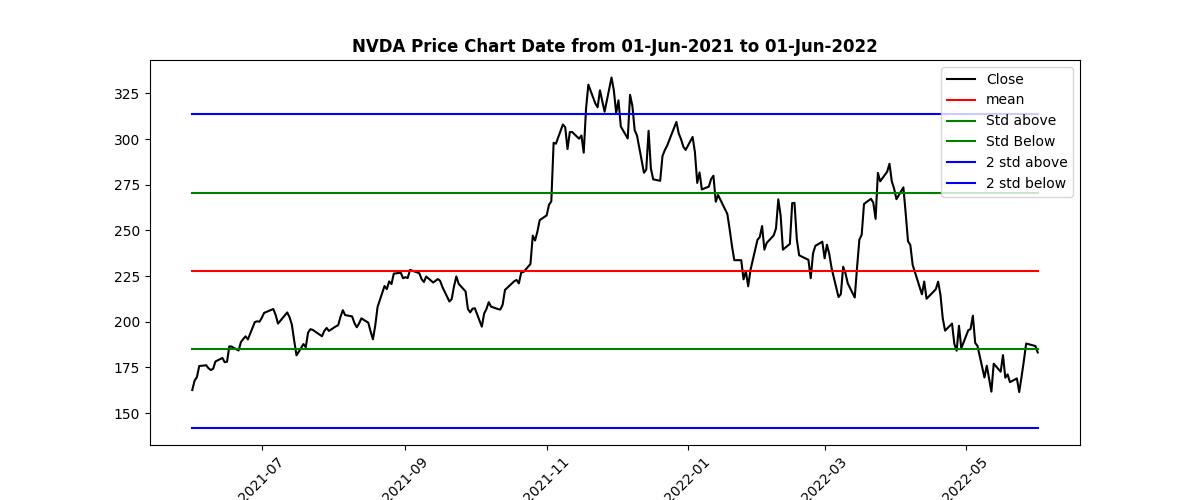 NVDA Price Chart Date from 01-Jun-2021 to 01-Jun-2022
325
300
275
250
225
200
175
150
Close
mean
Std above
Std Below
2 std above
2 std below
2021-07
2021-09
2021-11
2022-01
2022-03
2022-05